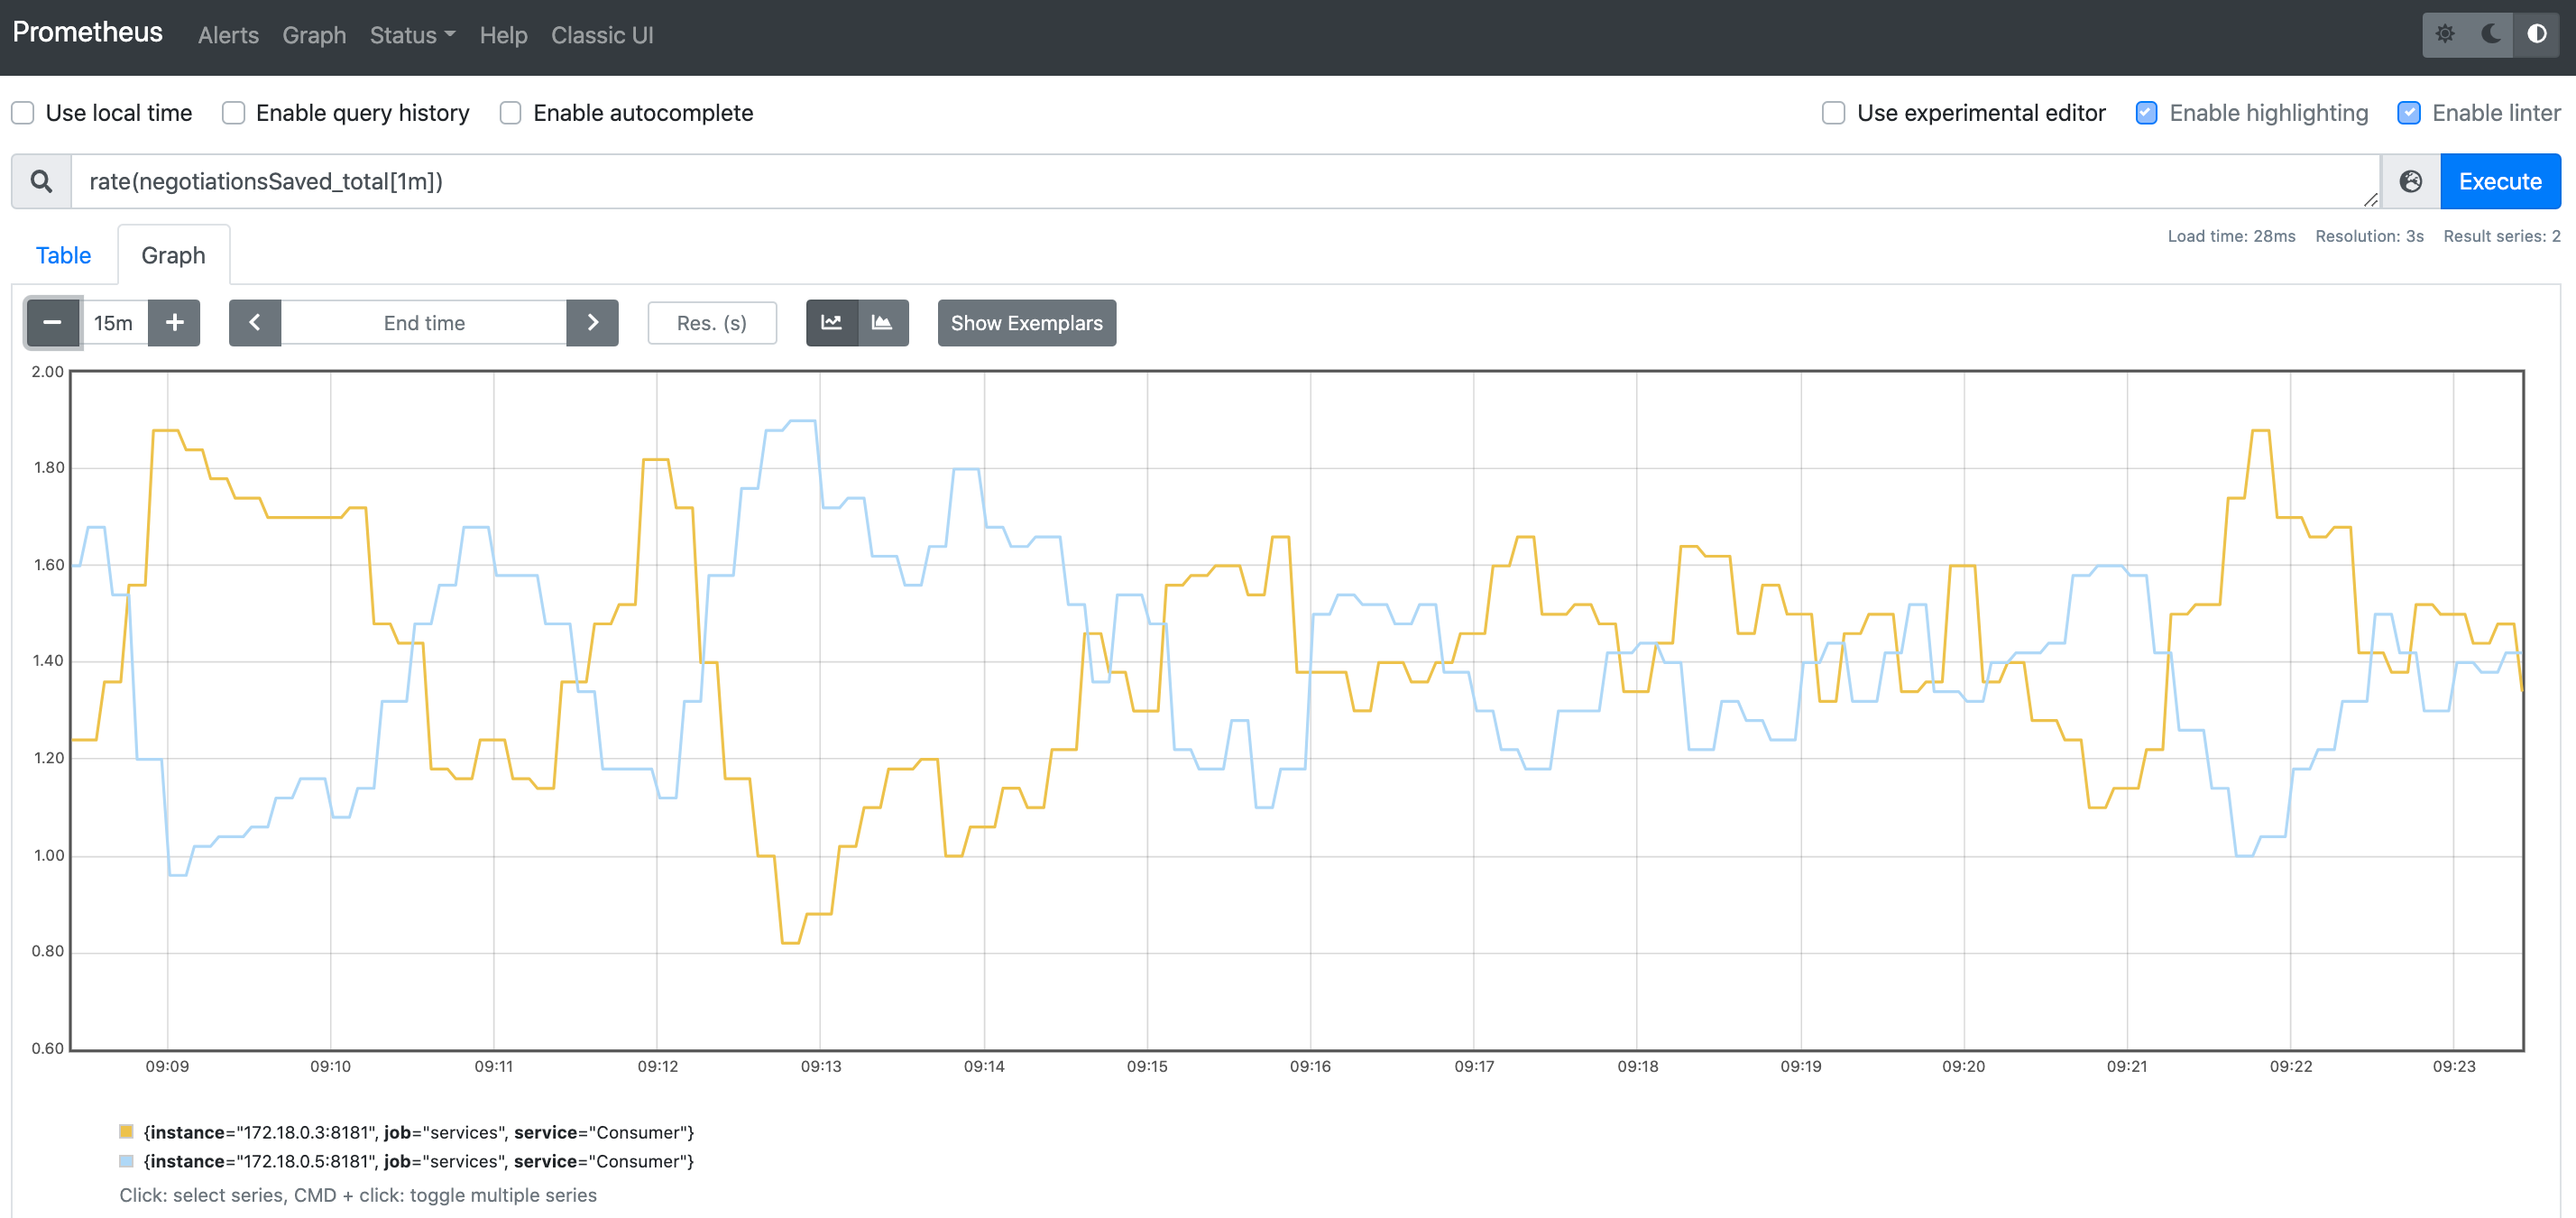 Prometheus Alerts Graph Status Help Classic UI
Use local time Enable query history Enable autocomplete Use experimental editor Enable highlighting Enable linter
rate(negotiationsSaved_total[1m]) Execute
Load time: 28ms Resolution: 3s Result series: 2
Table Graph
15m End time Res. (s) Show Exemplars
2.00
1.80
1.60
1.40
1.20
1.00
0.80
0.60
09:09 09:10 09:11 09:12 09:13 09:14 09:15 09:16 09:17 09:18 09:19 09:20 09:21 09:22 09:23
{instance="172.18.0.3:8181", job="services", service="Consumer"}
{instance="172.18.0.5:8181", job="services", service="Consumer"}
Click: select series, CMD + click: toggle multiple series